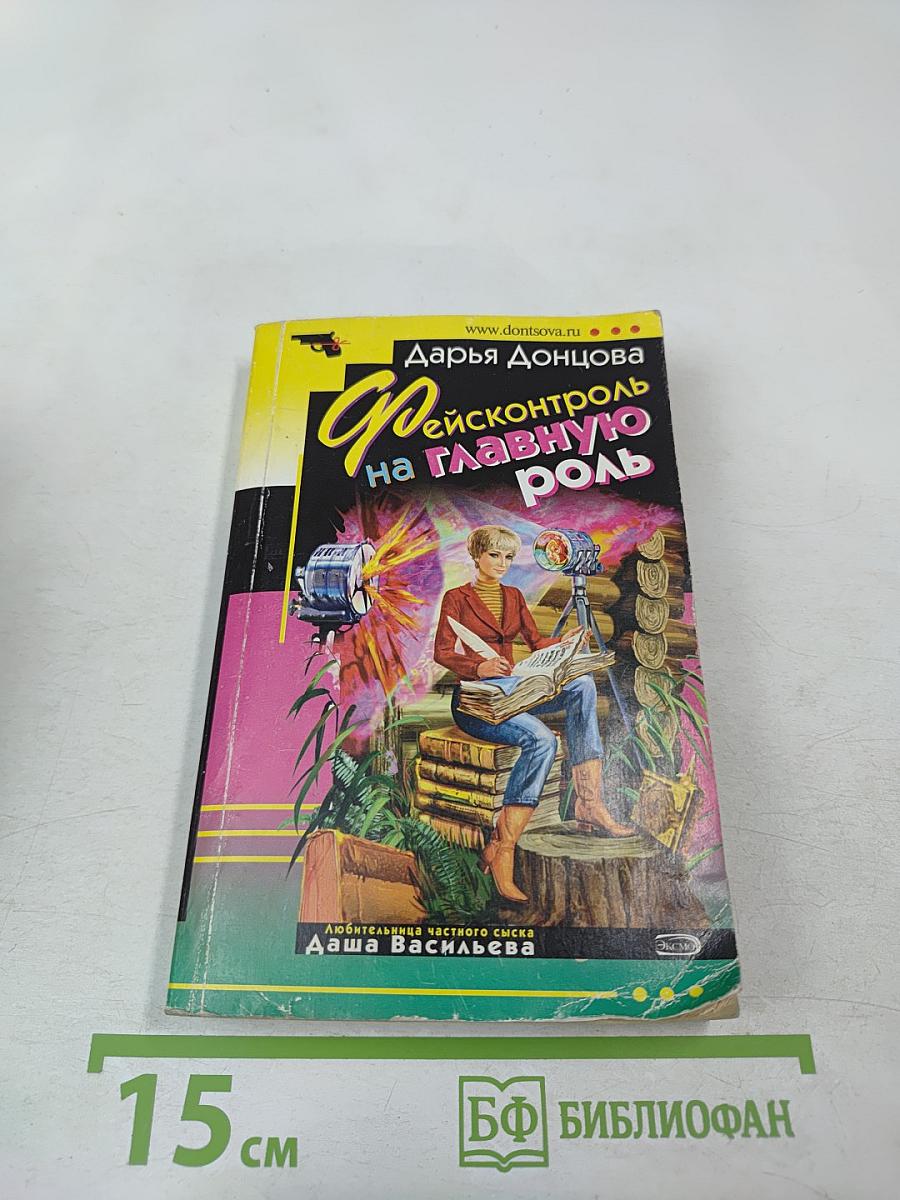 www.dontsova.ru
Дарья Донцова
Фейсконтроль
на главную
роль
Любительница частного сыска
Даша Васильева
ЭКСМО
15 см
БФ БИБЛИОФАН